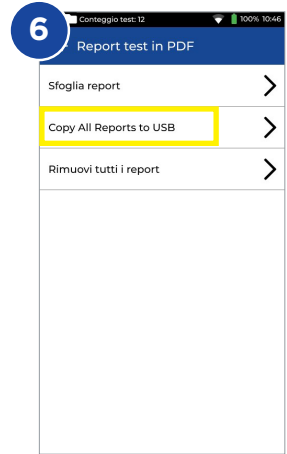 6
Conteggio test: 12 100% 10:46
Report test in PDF
Sfoglia report
Copy All Reports to USB
Rimuovi tutti i report